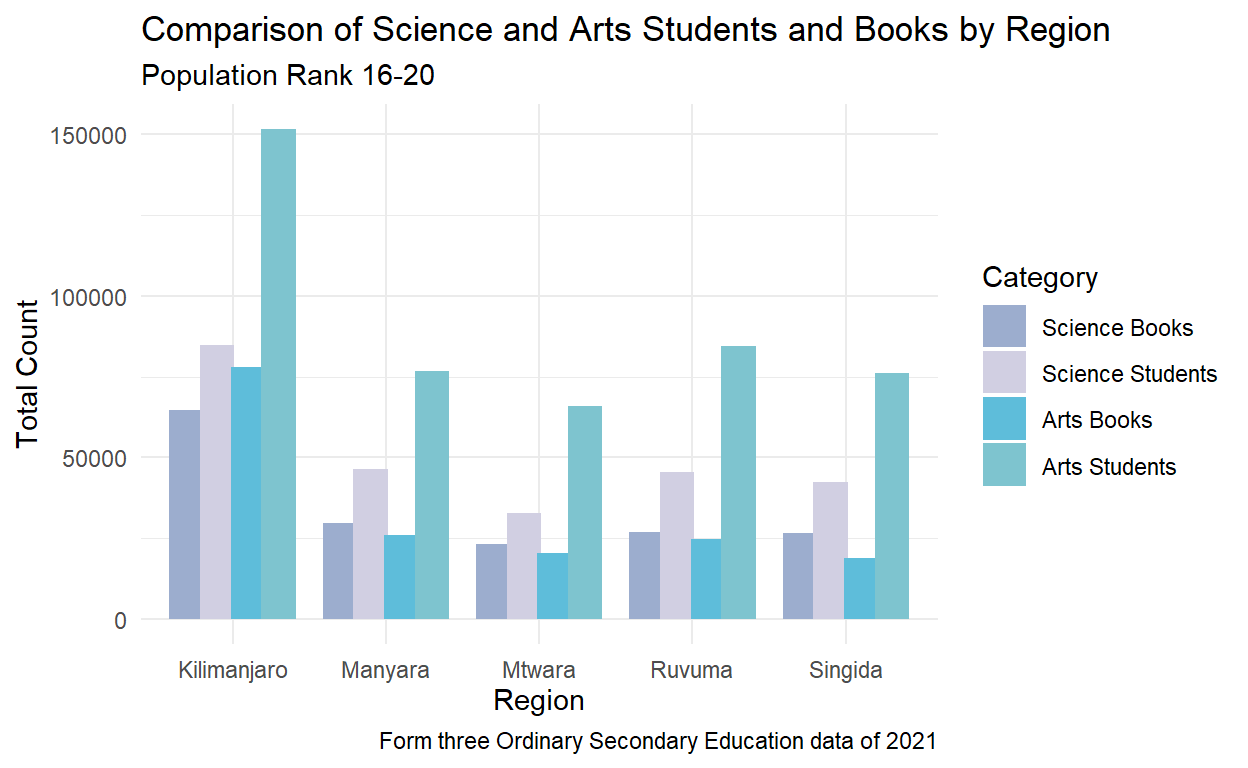 Comparison of Science and Arts Students and Books by Region
Population Rank 16-20
150000
100000
50000
0
Total Count
Kilimanjaro
Manyara
Mtwara
Ruvuma
Singida
Region
Form three Ordinary Secondary Education data of 2021
Category
Science Books
Science Students
Arts Books
Arts Students